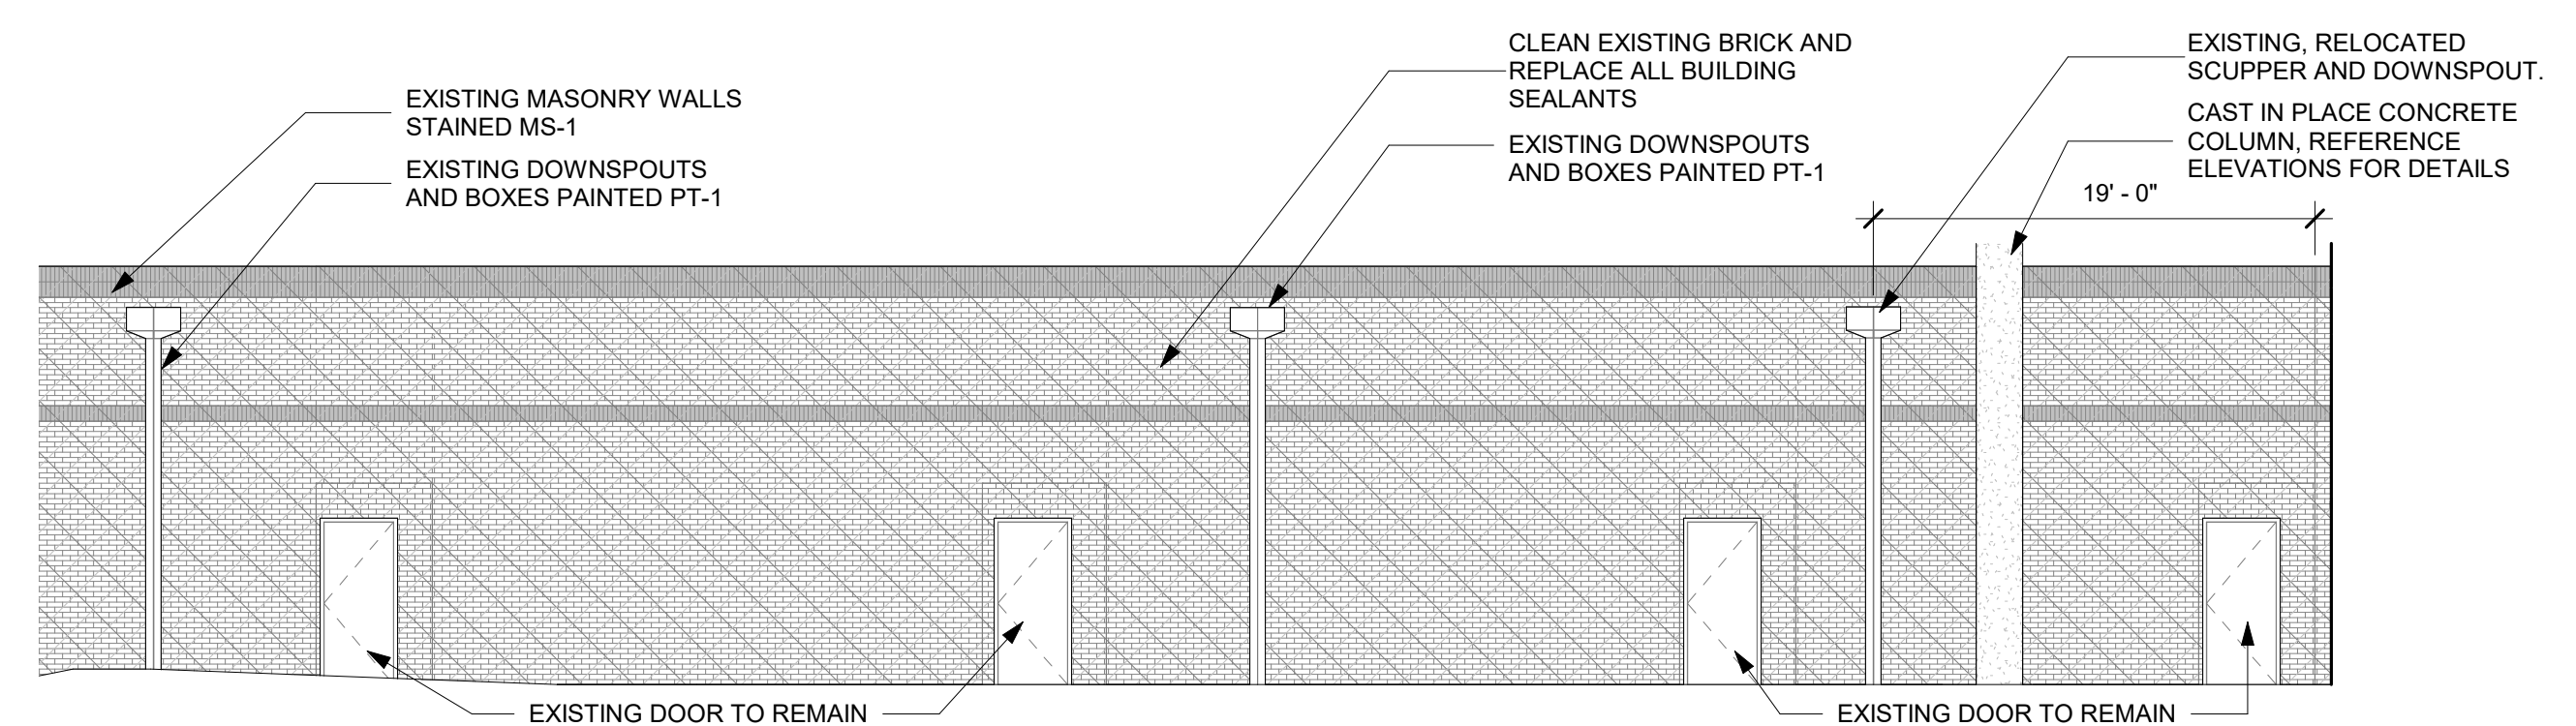 EXISTING MASONRY WALLS
STAINED MS-1
EXISTING DOWNSPOUTS
AND BOXES PAINTED PT-1
CLEAN EXISTING BRICK AND
REPLACE ALL BUILDING
SEALANTS
EXISTING DOWNSPOUTS
AND BOXES PAINTED PT-1
EXISTING, RELOCATED
SCUPPER AND DOWNSPOUT.
CAST IN PLACE CONCRETE
COLUMN, REFERENCE
ELEVATIONS FOR DETAILS
19' - 0"
EXISTING DOOR TO REMAIN
EXISTING DOOR TO REMAIN